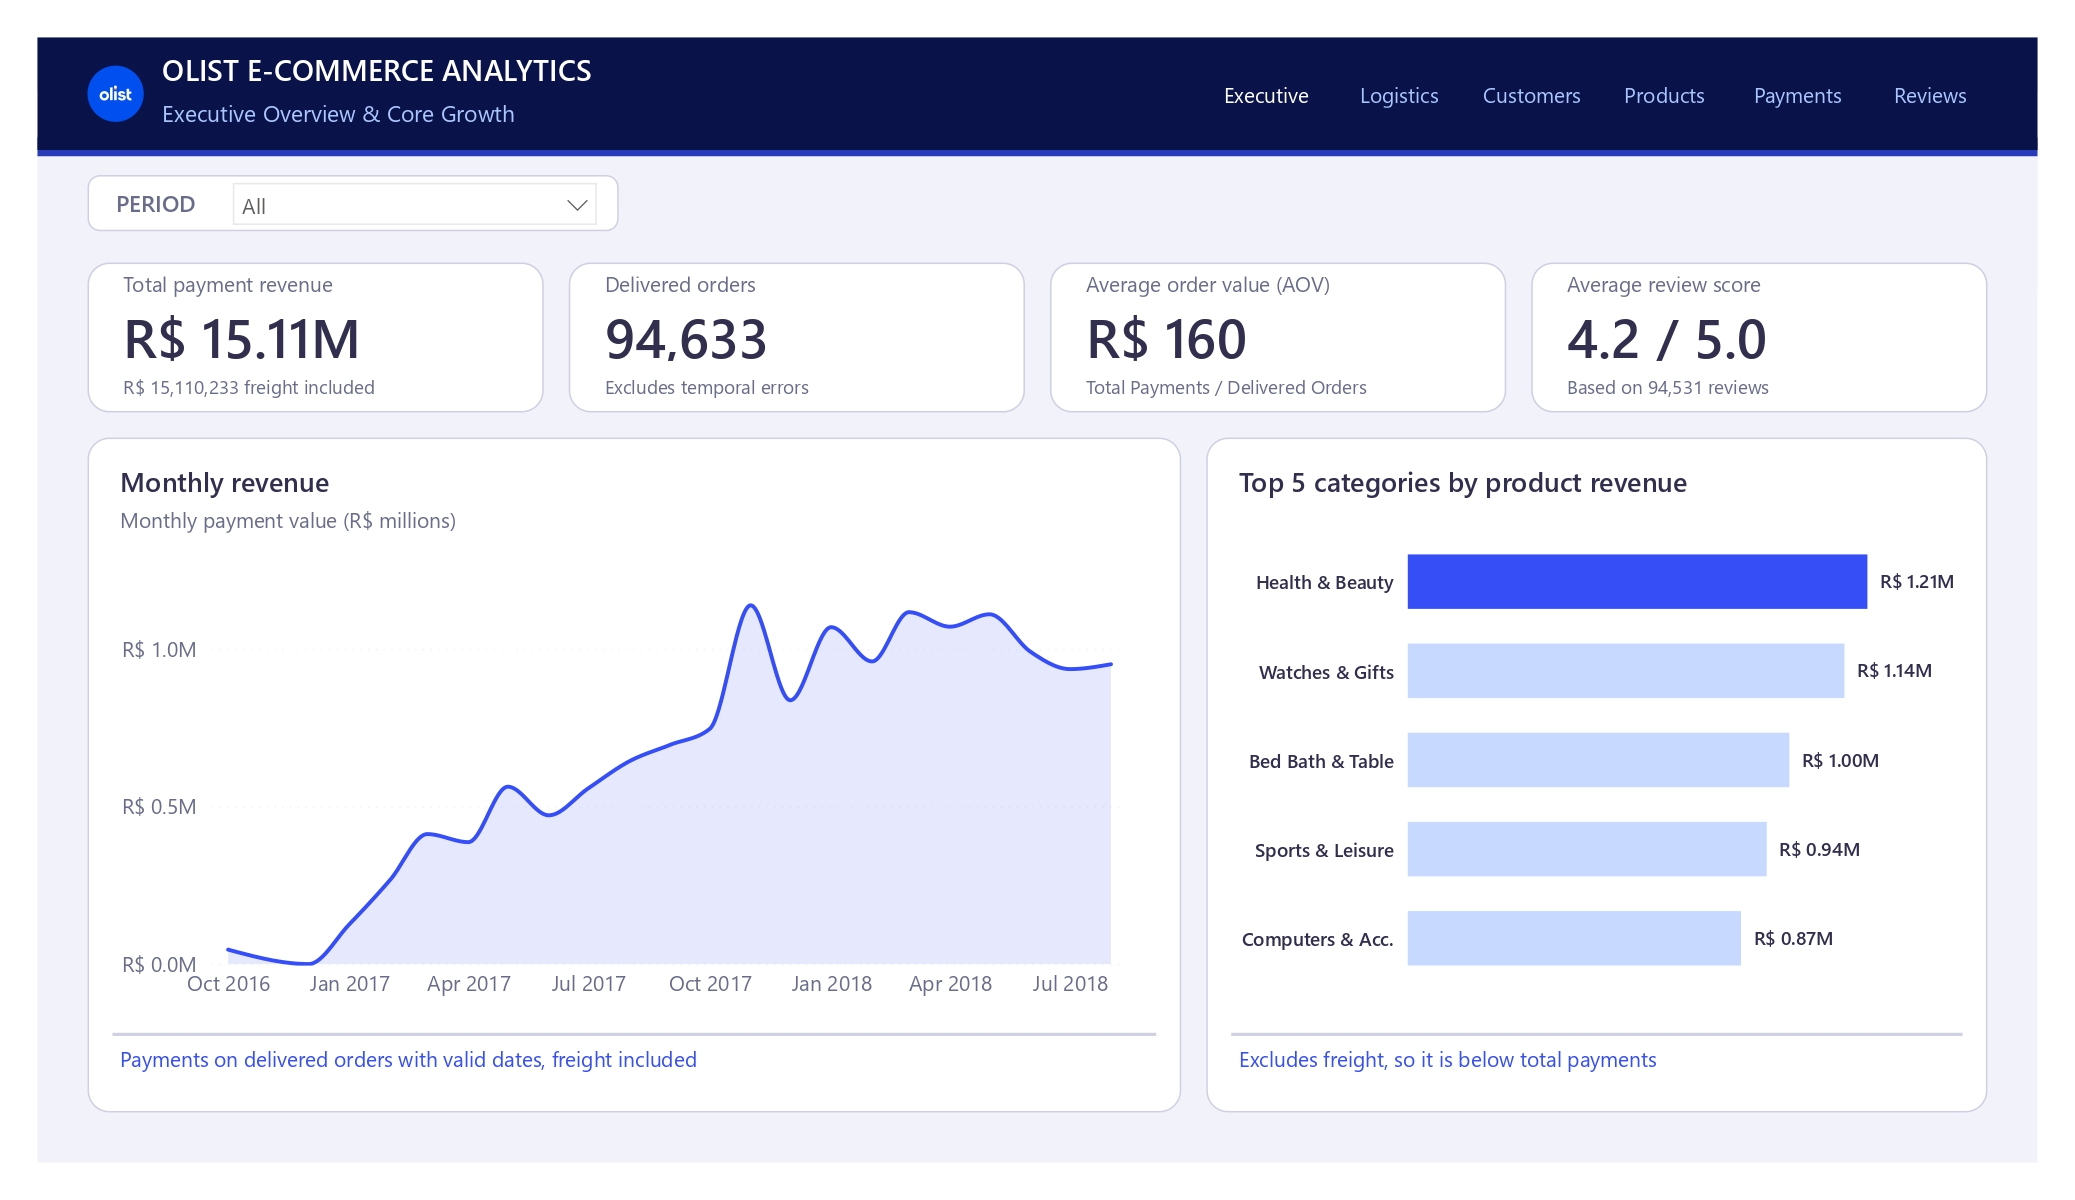 olist
OLIST E-COMMERCE ANALYTICS
Executive Overview & Core Growth
Executive Logistics Customers Products Payments Reviews
PERIOD All
Total payment revenue
R$ 15.11M
R$ 15,110,233 freight included
Delivered orders
94,633
Excludes temporal errors
Average order value (AOV)
R$ 160
Total Payments / Delivered Orders
Average review score
4.2 / 5.0
Based on 94,531 reviews
Monthly revenue
Monthly payment value (R$ millions)
R$ 1.0M
R$ 0.5M
R$ 0.0M
Oct 2016 Jan 2017 Apr 2017 Jul 2017 Oct 2017 Jan 2018 Apr 2018 Jul 2018
Payments on delivered orders with valid dates, freight included
Top 5 categories by product revenue
Health & Beauty R$ 1.21M
Watches & Gifts R$ 1.14M
Bed Bath & Table R$ 1.00M
Sports & Leisure R$ 0.94M
Computers & Acc. R$ 0.87M
Excludes freight, so it is below total payments